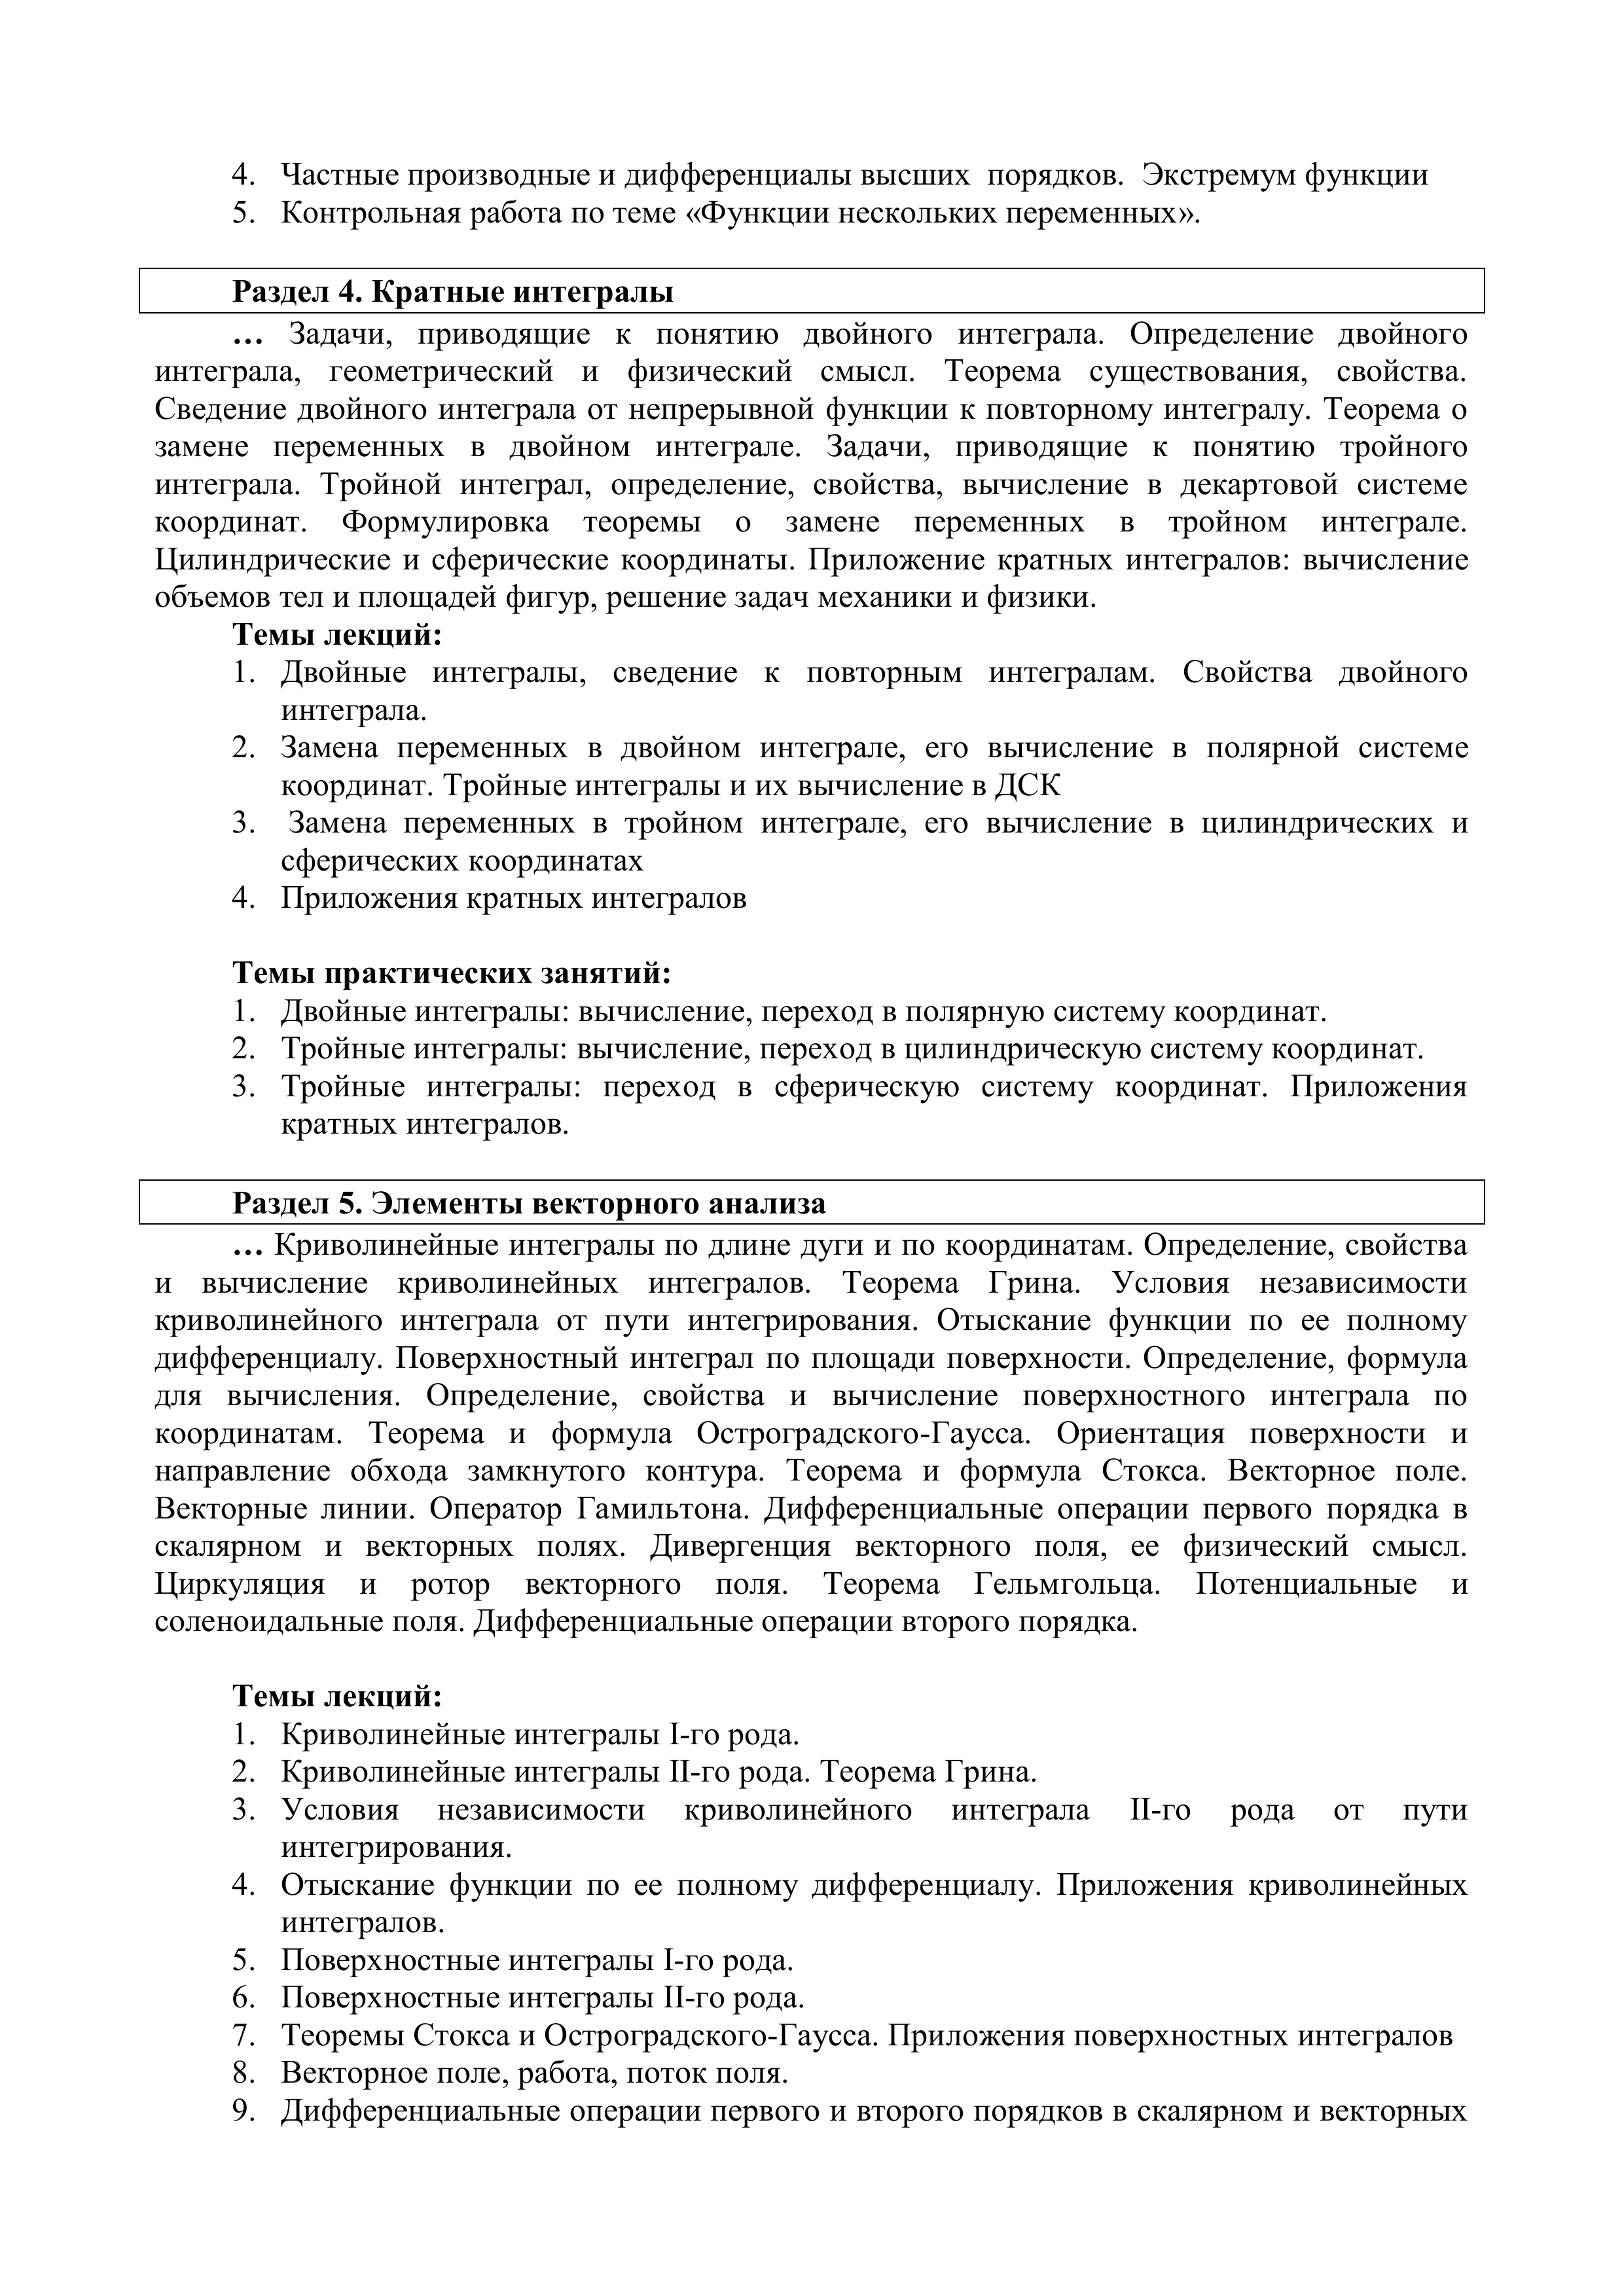 4. Частные производные и дифференциалы высших порядков. Экстремум функции
5. Контрольная работа по теме «Функции нескольких переменных».
Раздел 4. Кратные интегралы
… Задачи, приводящие к понятию двойного интеграла. Определение двойного
интеграла, геометрический и физический смысл. Теорема существования, свойства.
Сведение двойного интеграла от непрерывной функции к повторному интегралу. Теорема о
замене переменных в двойном интеграле. Задачи, приводящие к понятию тройного
интеграла. Тройной интеграл, определение, свойства, вычисление в декартовой системе
координат. Формулировка теоремы о замене переменных в тройном интеграле.
Цилиндрические и сферические координаты. Приложение кратных интегралов: вычисление
объемов тел и площадей фигур, решение задач механики и физики.
Темы лекций:
1. Двойные интегралы, сведение к повторным интегралам. Свойства двойного
интеграла.
2. Замена переменных в двойном интеграле, его вычисление в полярной системе
координат. Тройные интегралы и их вычисление в ДСК
3. Замена переменных в тройном интеграле, его вычисление в цилиндрических и
сферических координатах
4. Приложения кратных интегралов
Темы практических занятий:
1. Двойные интегралы: вычисление, переход в полярную систему координат.
2. Тройные интегралы: вычисление, переход в цилиндрическую систему координат.
3. Тройные интегралы: переход в сферическую систему координат. Приложения
кратных интегралов.
Раздел 5. Элементы векторного анализа
… Криволинейные интегралы по длине дуги и по координатам. Определение, свойства
и вычисление криволинейных интегралов. Теорема Грина. Условия независимости
криволинейного интеграла от пути интегрирования. Отыскание функции по ее полному
дифференциалу. Поверхностный интеграл по площади поверхности. Определение, формула
для вычисления. Определение, свойства и вычисление поверхностного интеграла по
координатам. Теорема и формула Остроградского-Гаусса. Ориентация поверхности и
направление обхода замкнутого контура. Теорема и формула Стокса. Векторное поле.
Векторные линии. Оператор Гамильтона. Дифференциальные операции первого порядка в
скалярном и векторных полях. Дивергенция векторного поля, ее физический смысл.
Циркуляция и ротор векторного поля. Теорема Гельмгольца. Потенциальные и
соленоидальные поля. Дифференциальные операции второго порядка.
Темы лекций:
1. Криволинейные интегралы I-го рода.
2. Криволинейные интегралы II-го рода. Теорема Грина.
3. Условия независимости криволинейного интеграла II-го рода от пути
интегрирования.
4. Отыскание функции по ее полному дифференциалу. Приложения криволинейных
интегралов.
5. Поверхностные интегралы I-го рода.
6. Поверхностные интегралы II-го рода.
7. Теоремы Стокса и Остроградского-Гаусса. Приложения поверхностных интегралов
8. Векторное поле, работа, поток поля.
9. Дифференциальные операции первого и второго порядков в скалярном и векторных